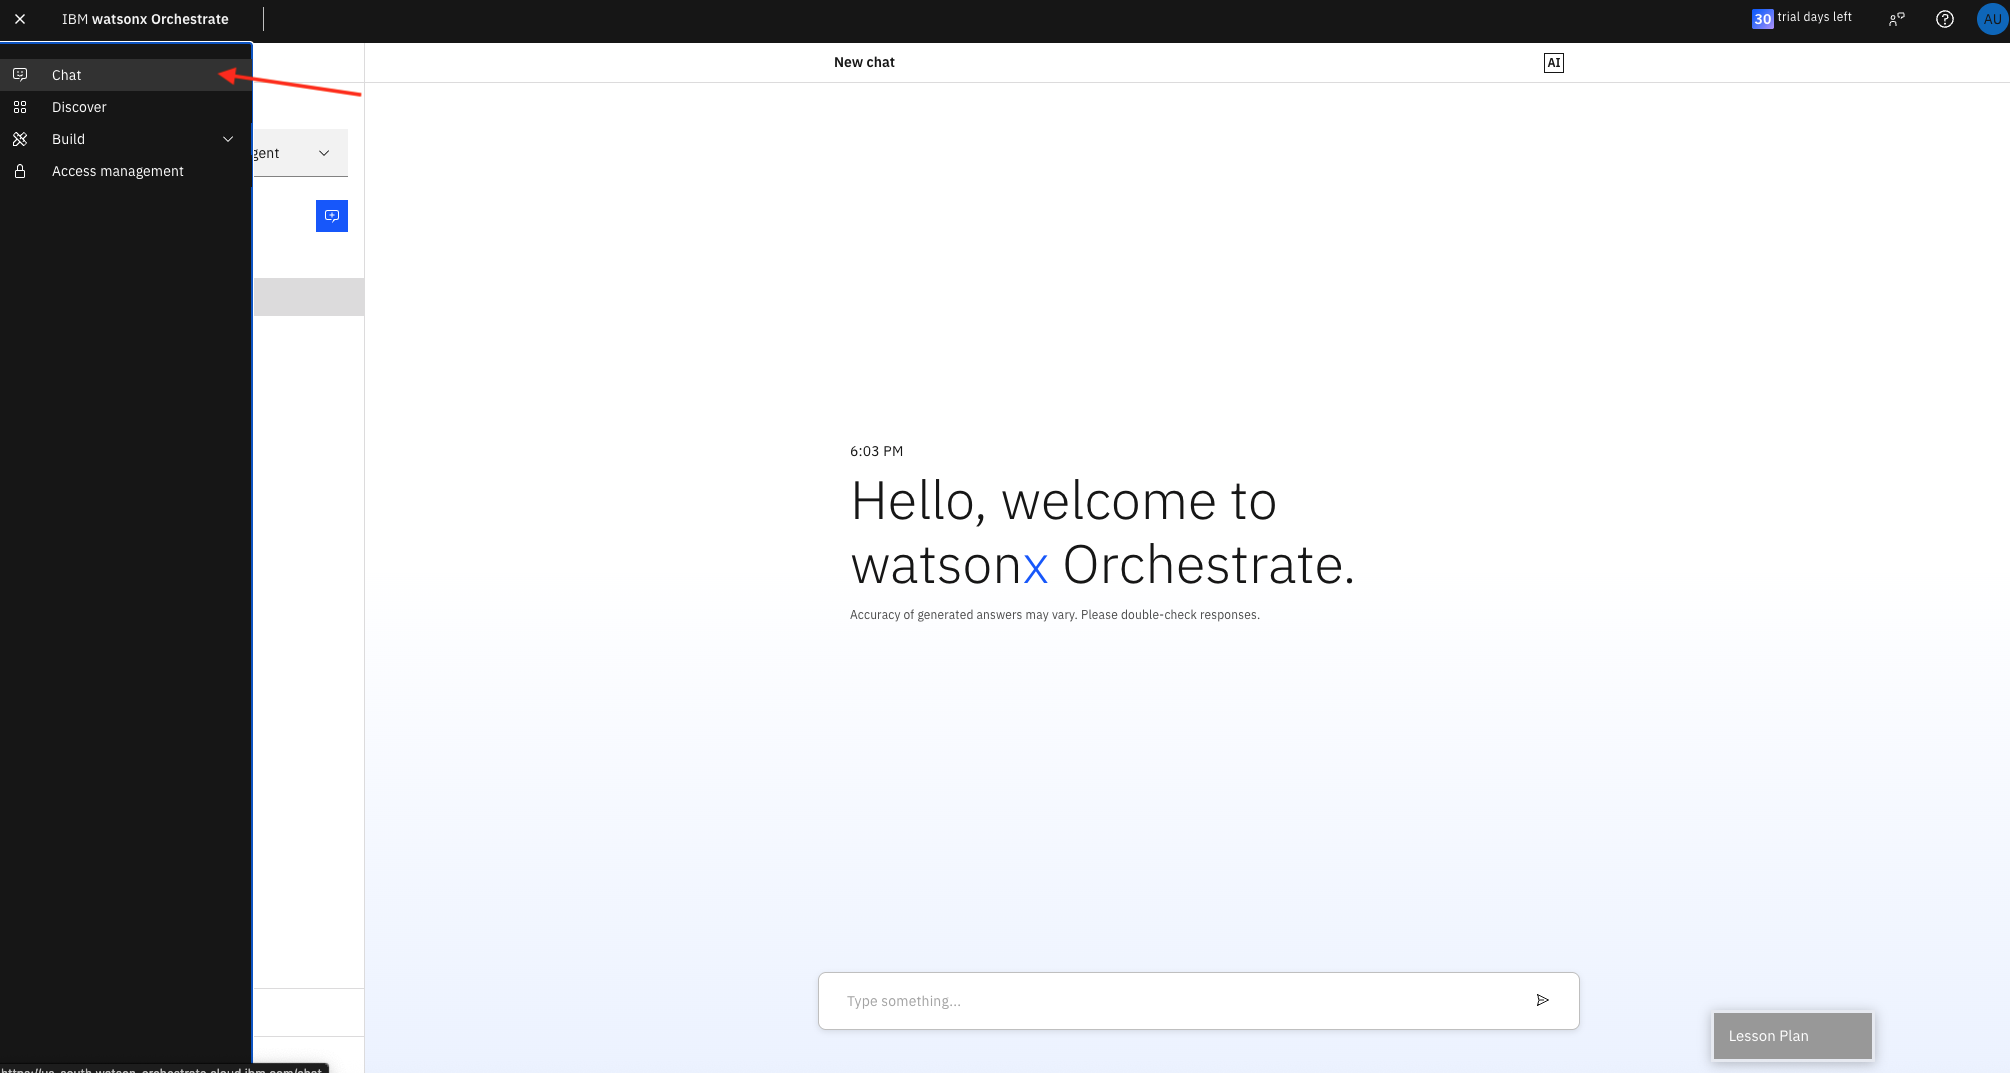 IBM watsonx Orchestrate
30 trial days left
AU
Chat
Discover
Build
Access management
gent
New chat
AI
6:03 PM
Hello, welcome to
watsonx Orchestrate.
Accuracy of generated answers may vary. Please double-check responses.
Type something...
Lesson Plan